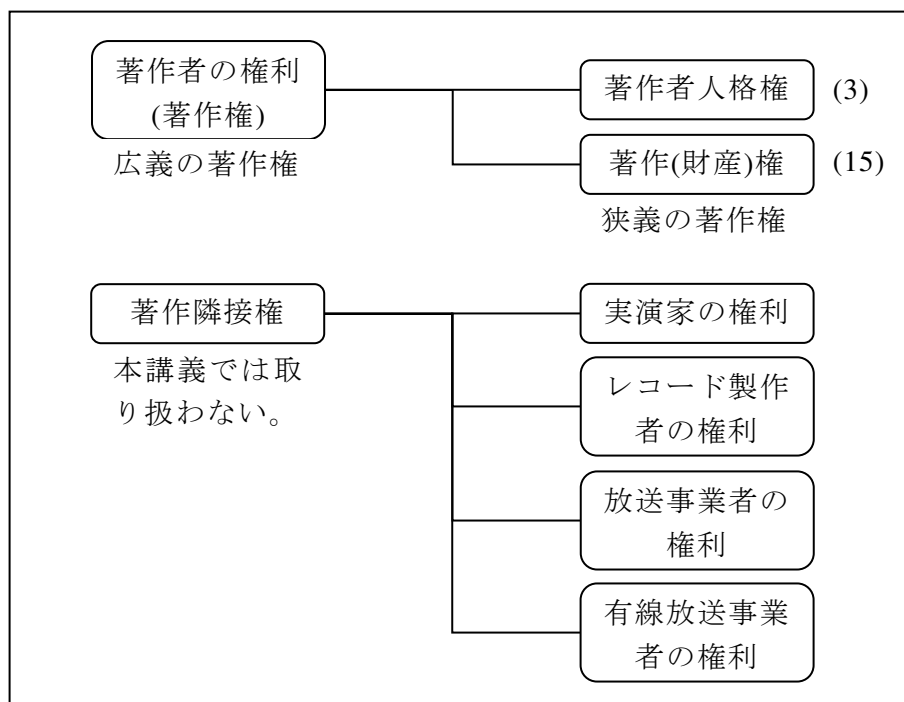 著作者の権利
(著作権)
広義の著作権
著作者人格権 (3)
著作(財産)権 (15)
狭義の著作権
著作隣接権
本講義では取
り扱わない。
実演家の権利
レコード製作
者の権利
放送事業者の
権利
有線放送事業
者の権利